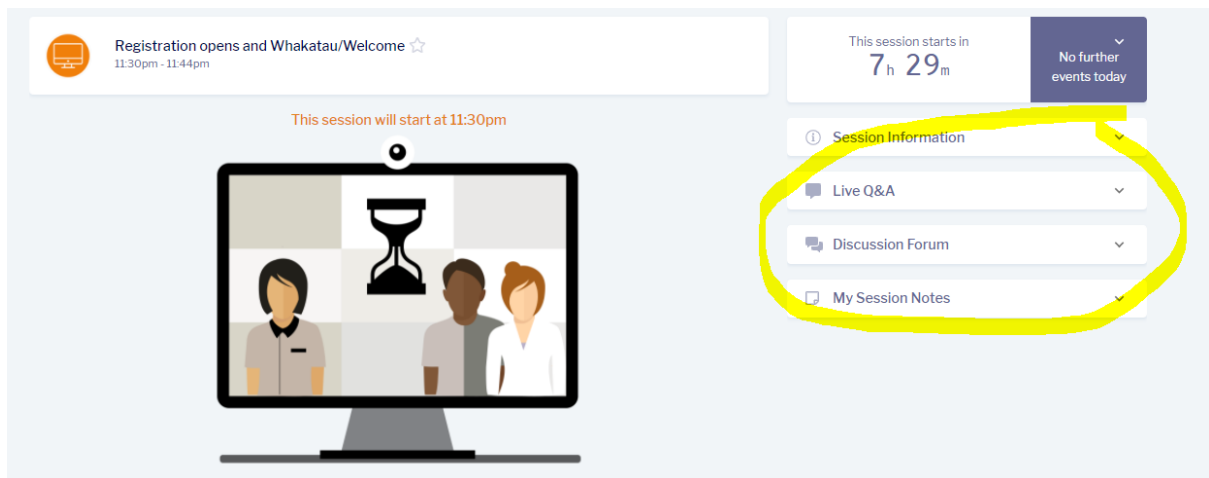 Registration opens and Whakatau/Welcome
11:30pm - 11:44pm
This session will start at 11:30pm
This session starts in
7h 29m
No further
events today
Session Information
Live Q&A
Discussion Forum
My Session Notes